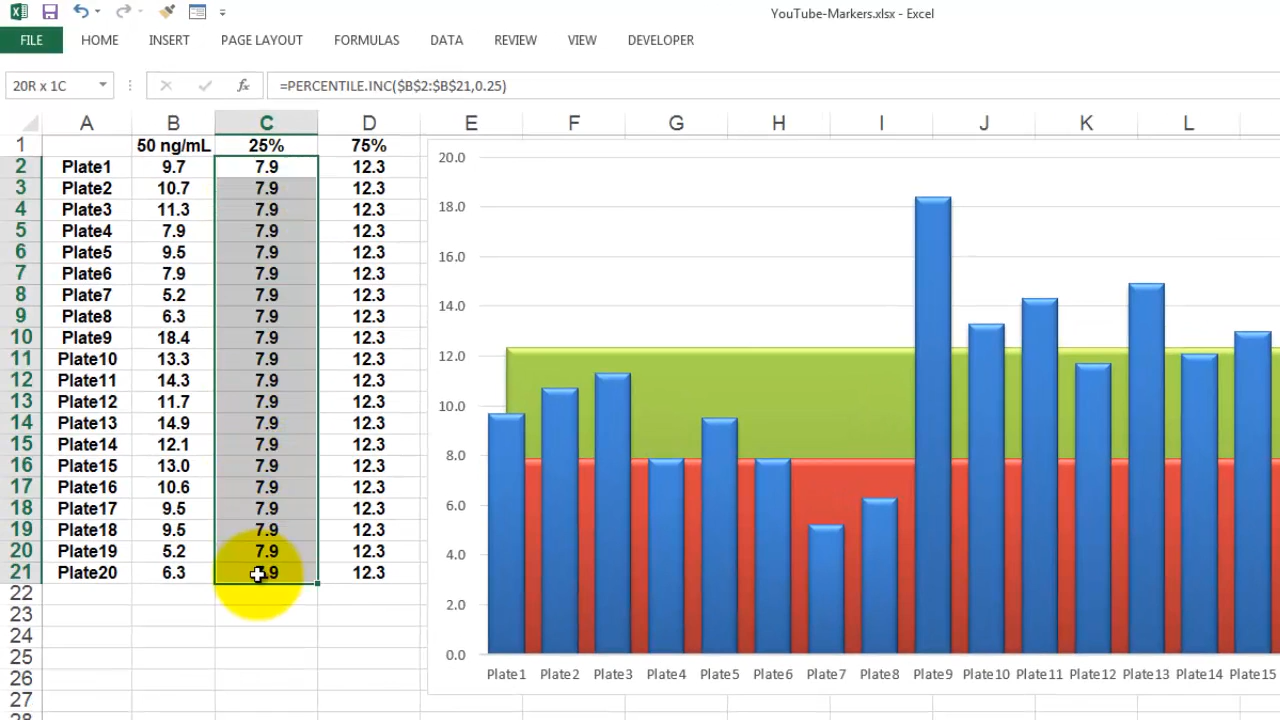 YouTube-Markers.xlsx - Excel
FILE HOME INSERT PAGE LAYOUT FORMULAS DATA REVIEW VIEW DEVELOPER
20R x 1C fx =PERCENTILE.INC($B$2:$B$21,0.25)
A B C D E F G H I J K L
1 50 ng/mL 25% 75%
2 Plate1 9.7 7.9 12.3
3 Plate2 10.7 7.9 12.3
4 Plate3 11.3 7.9 12.3
5 Plate4 7.9 7.9 12.3
6 Plate5 9.5 7.9 12.3
7 Plate6 7.9 7.9 12.3
8 Plate7 5.2 7.9 12.3
9 Plate8 6.3 7.9 12.3
10 Plate9 18.4 7.9 12.3
11 Plate10 13.3 7.9 12.3
12 Plate11 14.3 7.9 12.3
13 Plate12 11.7 7.9 12.3
14 Plate13 14.9 7.9 12.3
15 Plate14 12.1 7.9 12.3
16 Plate15 13.0 7.9 12.3
17 Plate16 10.6 7.9 12.3
18 Plate17 9.5 7.9 12.3
19 Plate18 9.5 7.9 12.3
20 Plate19 5.2 7.9 12.3
21 Plate20 6.3 12.3
22
23
24
25
26
27
20.0
18.0
16.0
14.0
12.0
10.0
8.0
6.0
4.0
2.0
0.0
Plate1 Plate2 Plate3 Plate4 Plate5 Plate6 Plate7 Plate8 Plate9 Plate10 Plate11 Plate12 Plate13 Plate14 Plate15